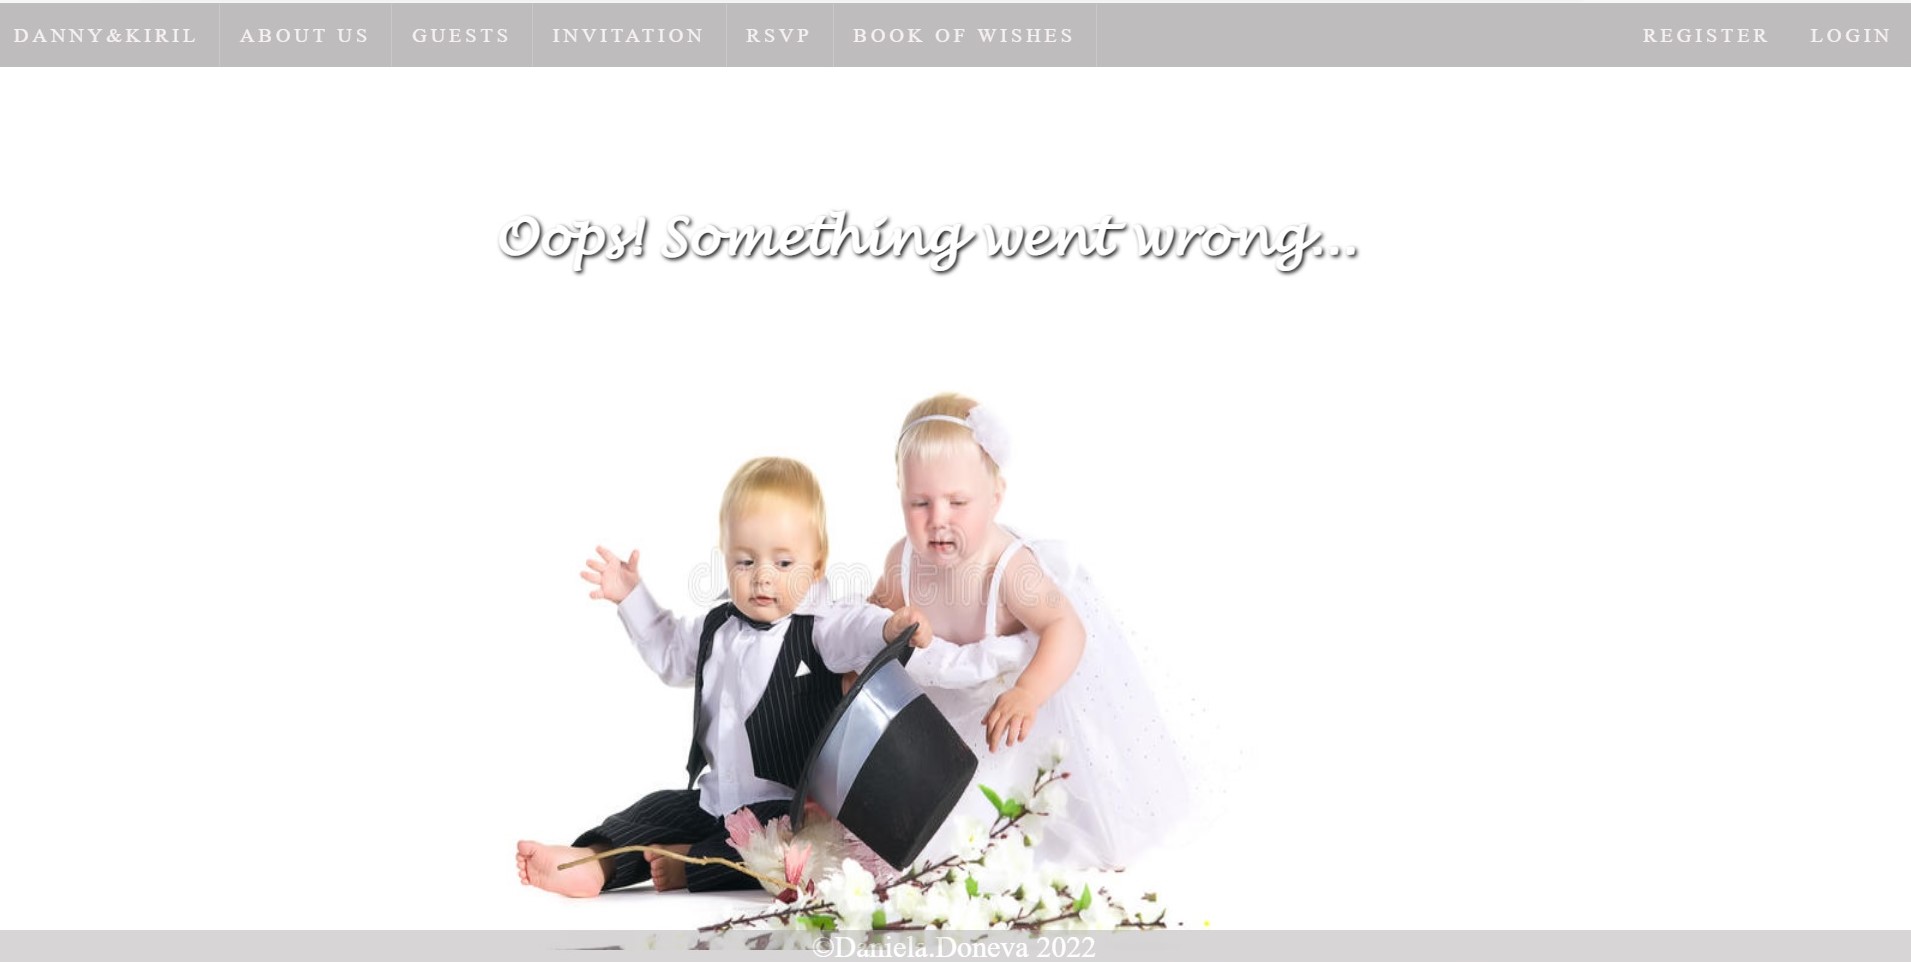 DANNY&KIRIL ABOUT US GUESTS INVITATION RSVP BOOK OF WISHES REGISTER LOGIN
Oops! Something went wrong...
dreamstime.
©Daniela.Doneva 2022